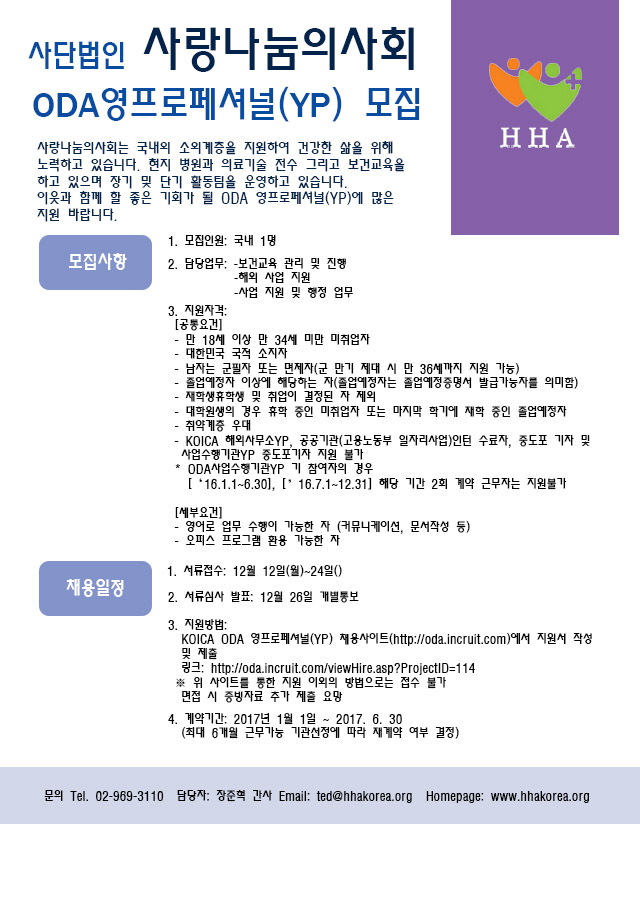 사단법인 사랑나눔의사회
HHA
ODA영프로페셔널(YP) 모집
사랑나눔의사회는 국내외 소외계층을 지원하여 건강한 삶을 위해
노력하고 있습니다. 현지 병원과 의료기술 전수 그리고 보건교육을
하고 있으며 장기 및 단기 활동팀을 운영하고 있습니다.
이웃과 함께 할 좋은 기회가 될 ODA 영프로페셔널(YP)에 많은
지원 바랍니다.
모집사항
1. 모집인원: 국내 1명
2. 담당업무: -보건교육 관리 및 진행
-해외 사업 지원
-사업 지원 및 행정 업무
3. 지원자격:
[공통요건]
- 만 18세 이상 만 34세 미만 미취업자
- 대한민국 국적 소지자
- 남자는 군필자 또는 면제자(군 만기 제대 시 만 36세까지 지원 가능)
- 졸업예정자 이상에 해당하는 자(졸업예정자는 졸업예정증명서 발급가능자를 의미함)
- 재학생휴학생 및 취업이 결정된 자 제외
- 대학원생의 경우 휴학 중인 미취업자 또는 마지막 학기에 재학 중인 졸업예정자
- 취약계층 우대
- KOICA 해외사무소YP, 공공기관(고용노동부 일자리사업)인턴 수료자, 중도포 기자 및
사업수행기관YP 중도포기자 지원 불가
* ODA사업수행기관YP 기 참여자의 경우
[ ‘16.1.1~6.30], [’ 16.7.1~12.31] 해당 기간 2회 계약 근무자는 지원불가
[세부요건]
- 영어로 업무 수행이 가능한 자 (커뮤니케이션, 문서작성 등)
- 오피스 프로그램 활용 가능한 자
채용일정
1. 서류접수: 12월 12일(월)~24일()
2. 서류심사 발표: 12월 26일 개별통보
3. 지원방법:
KOICA ODA 영프로페셔널(YP) 채용사이트(http://oda.incruit.com)에서 지원서 작성
및 제출
링크: http://oda.incruit.com/viewHire.asp?ProjectID=114
※ 위 사이트를 통한 지원 이외의 방법으로는 접수 불가
면접 시 증빙자료 추가 제출 요망
4. 계약기간: 2017년 1월 1일 ~ 2017. 6. 30
(최대 6개월 근무가능 기관선정에 따라 재계약 여부 결정)
문의 Tel. 02-969-3110 담당자: 장준혁 간사 Email: ted@hhakorea.org Homepage: www.hhakorea.org